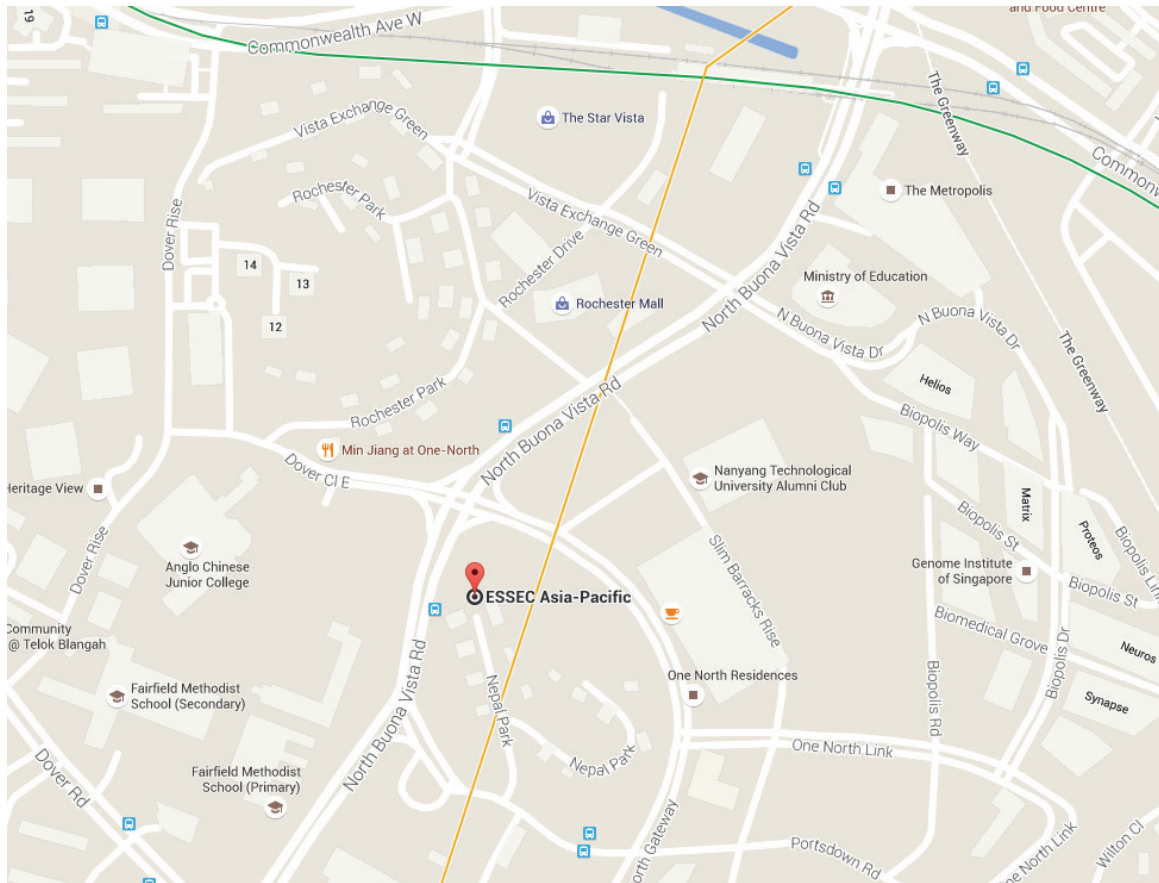 and Food Centre
19
Commonwealth Ave W
The Greenway
The Star Vista
Vista Exchange Green
Commonw
Rochester Park
The Metropolis
Vista Exchange Green
Dover Rise
Rochester Drive
North Buona Vista Rd
14
13
Ministry of Education
Rochester Mall
12
N Buona Vista Dr
N Buona Vista Dr
The Greenway
Helios
Rochester Park
North Buona Vista Rd
Biopolis Way
Min Jiang at One-North
Dover Cl E
Nanyang Technological
University Alumni Club
Heritage View
Matrix
Biopolis St
Proteos
Biopolis Link
Dover Rise
Anglo Chinese
Junior College
Slim Barracks Rise
Genome Institute
of Singapore
Biopolis St
ESSEC Asia-Pacific
Biomedical Grove
Community
@ Telok Blangah
Neuros
Biopolis Dr
Fairfield Methodist
School (Secondary)
North Buona Vista Rd
Nepal Park
One North Residences
Biopolis Rd
Synapse
One North Link
Nepal Park
Dover Rd
Fairfield Methodist
School (Primary)
North Gateway
Portsdown Rd
One North Link
Wilton Cl